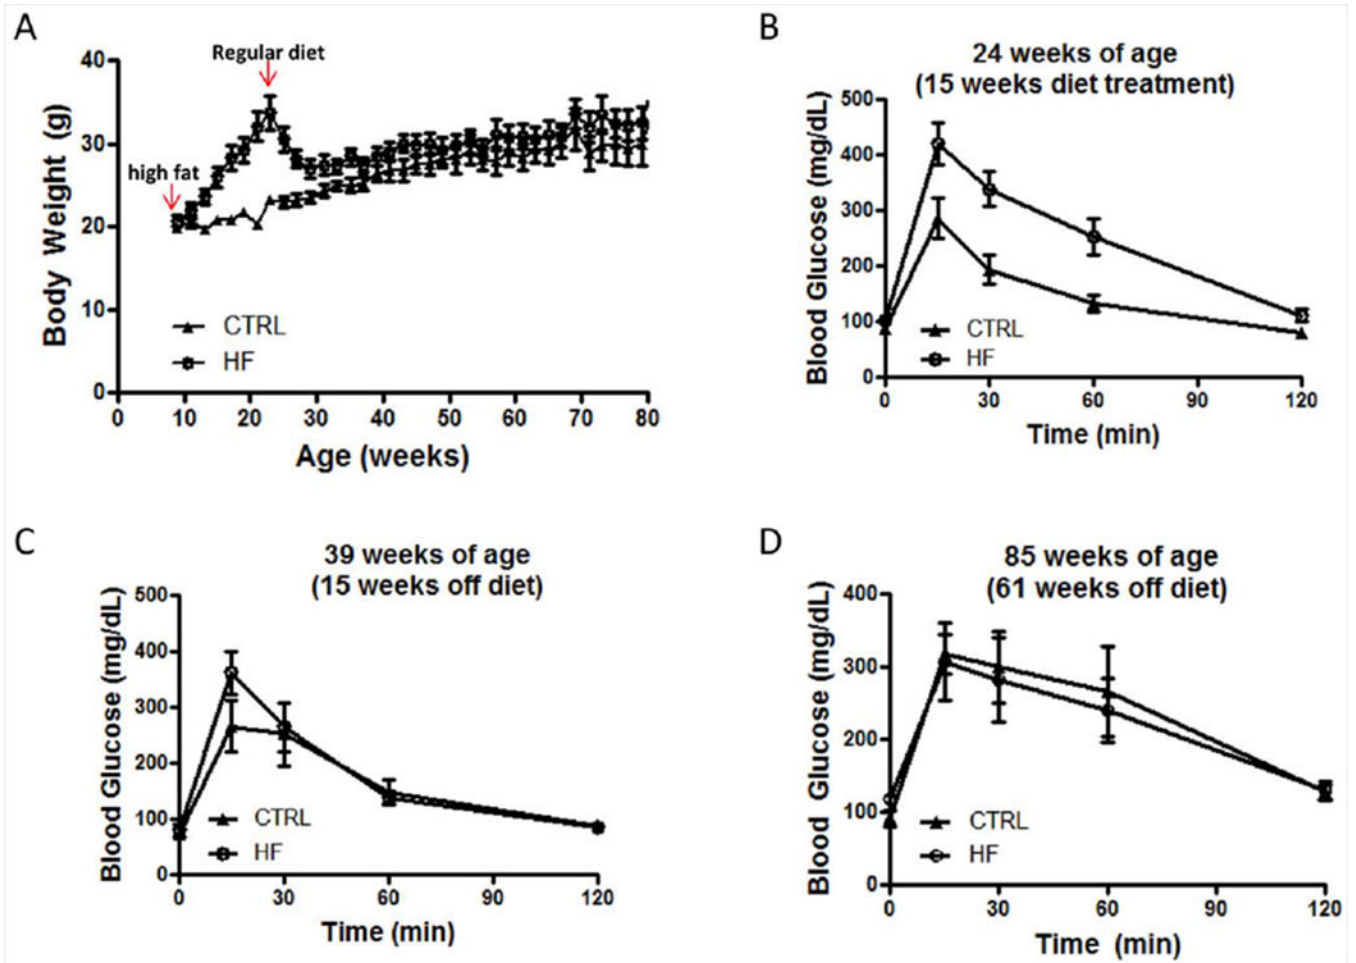 A
Regular diet
high fat
Body Weight (g)
40
30
20
10
0
CTRL
HF
0 10 20 30 40 50 60 70 80
Age (weeks)
B
24 weeks of age
(15 weeks diet treatment)
Blood Glucose (mg/dL)
500
400
300
200
100
0
CTRL
HF
0 30 60 90 120
Time (min)
C
39 weeks of age
(15 weeks off diet)
Blood Glucose (mg/dL)
500
400
300
200
100
0
CTRL
HF
0 30 60 90 120
Time (min)
D
85 weeks of age
(61 weeks off diet)
Blood Glucose (mg/dL)
400
300
200
100
0
CTRL
HF
0 30 60 90 120
Time (min)